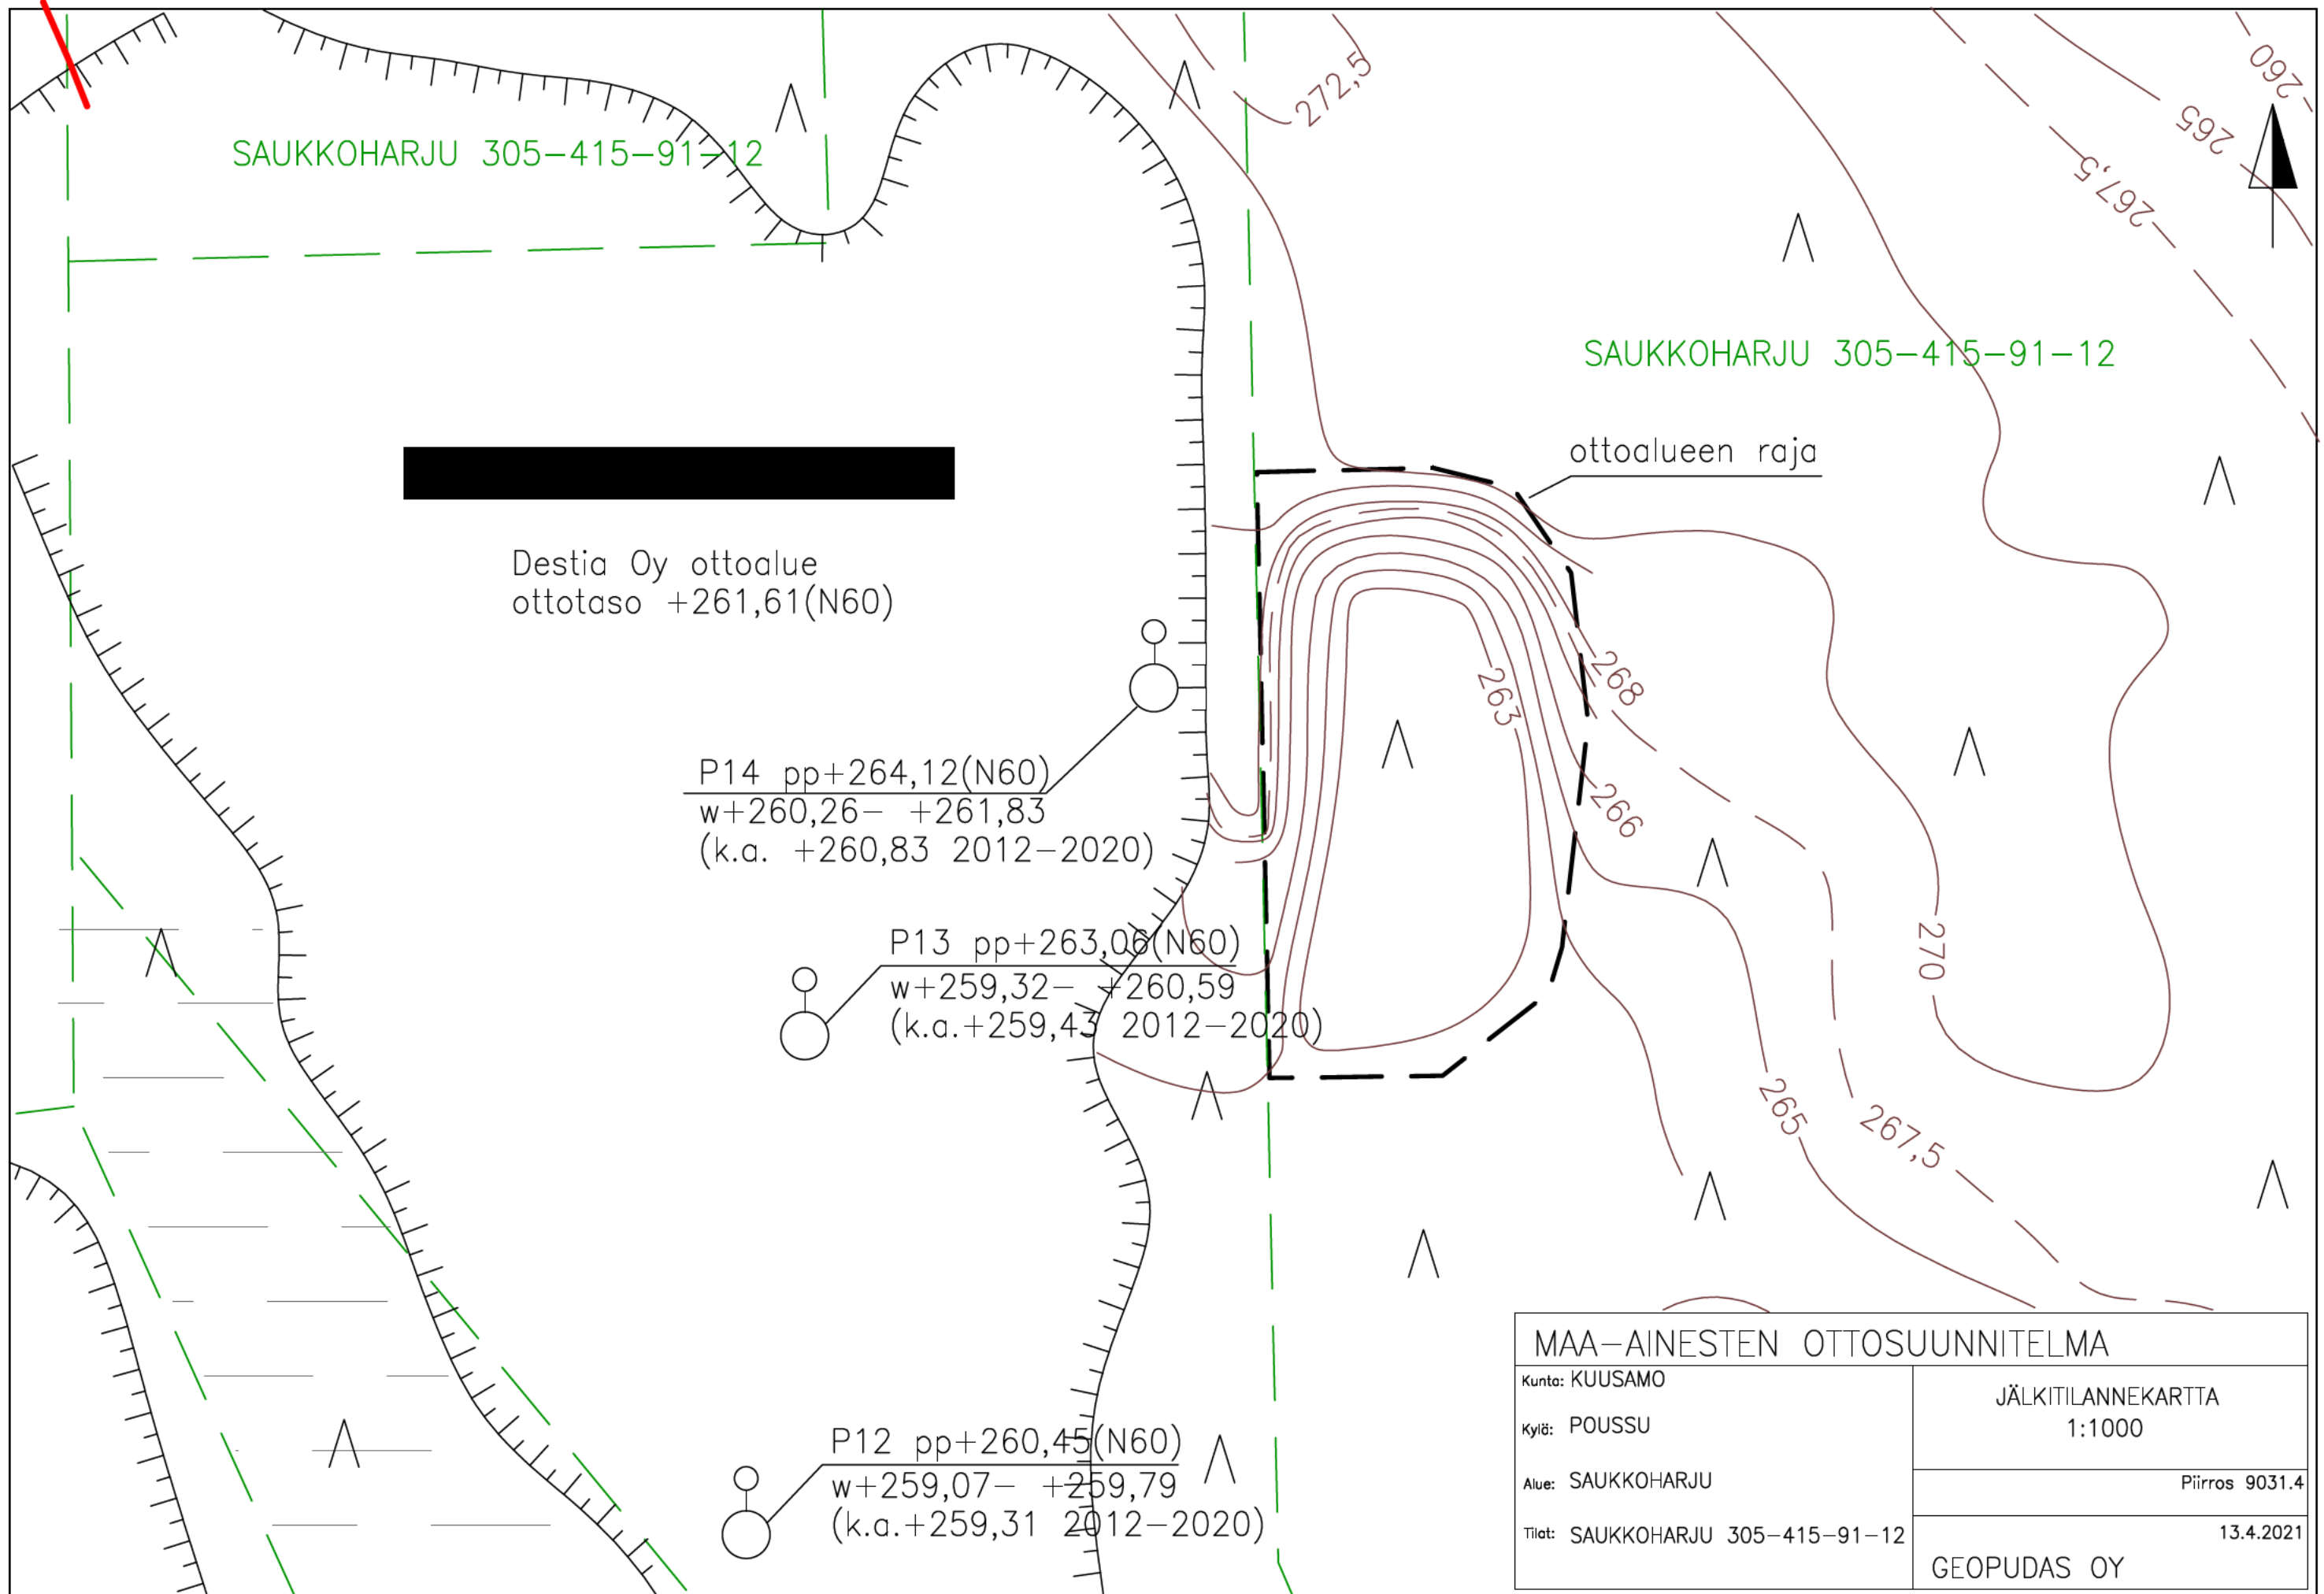 272,5
260
265
267,5
SAUKKOHARJU 305-415-91-12
SAUKKOHARJU 305-415-91-12
ottoalueen raja
Destia Oy ottoalue
ottotaso +261,61(N60)
268
263
266
P14 pp+264,12(N60)
w+260,26- +261,83
(k.a. +260,83 2012-2020)
P13 pp+263,06(N60)
w+259,32- +260,59
(k.a.+259,43 2012-2020)
270
265
267,5
P12 pp+260,45(N60)
w+259,07- +259,79
(k.a.+259,31 2012-2020)
MAA-AINESTEN OTTOSUUNNITELMA
Kunta: KUUSAMO
Kylä: POUSSU
Alue: SAUKKOHARJU
Tilat: SAUKKOHARJU 305-415-91-12
JÄLKITILANNEKARTTA
1:1000
Piirros 9031.4
13.4.2021
GEOPUDAS OY